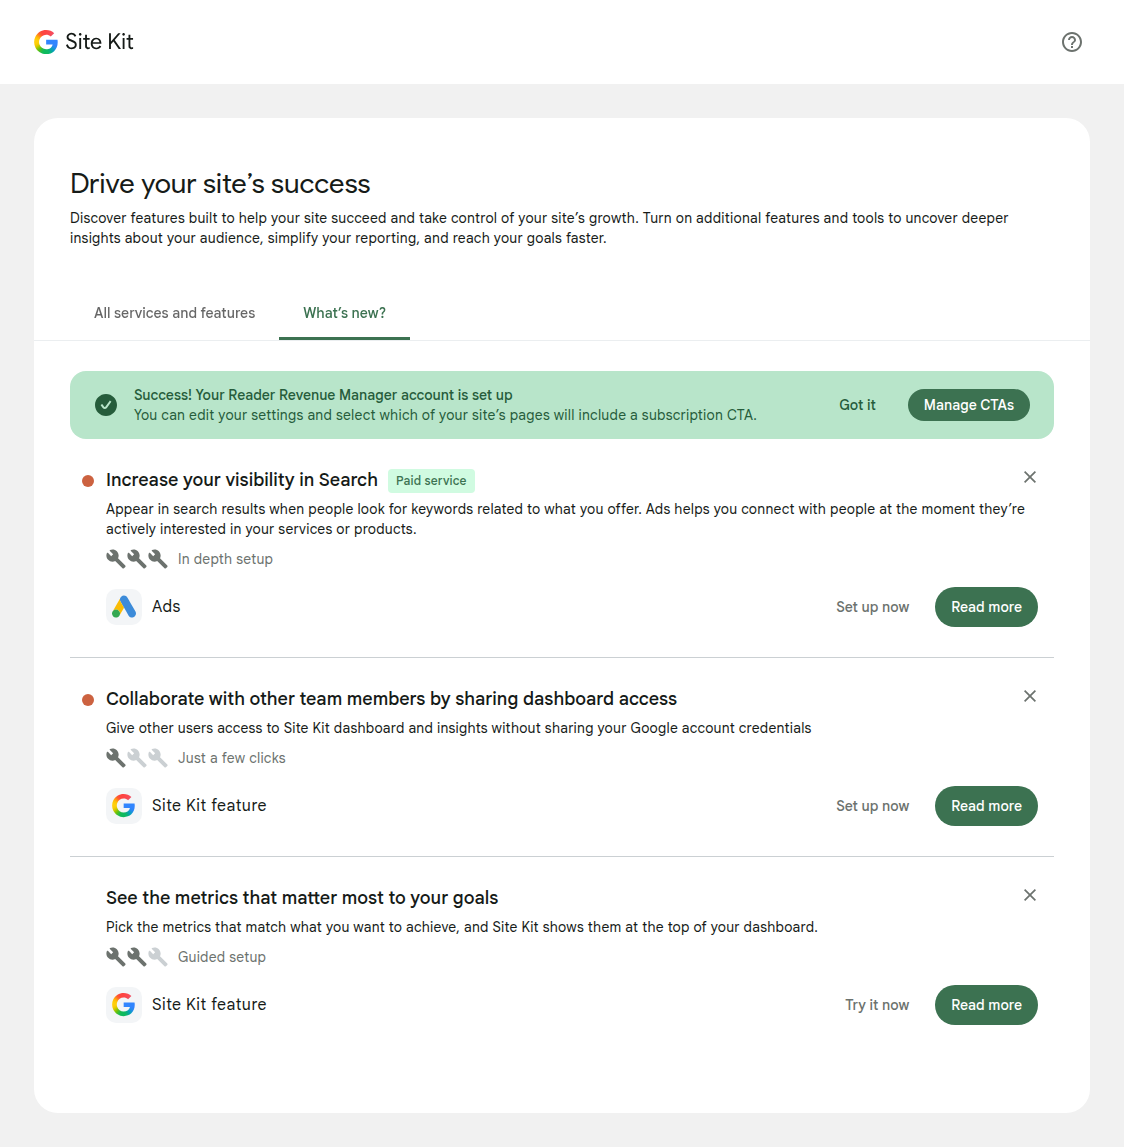 Site Kit
Drive your site’s success
Discover features built to help your site succeed and take control of your site’s growth. Turn on additional features and tools to uncover deeper
insights about your audience, simplify your reporting, and reach your goals faster.
All services and features
What’s new?
Success! Your Reader Revenue Manager account is set up
You can edit your settings and select which of your site’s pages will include a subscription CTA.
Got it
Manage CTAs
Increase your visibility in Search
Paid service
Appear in search results when people look for keywords related to what you offer. Ads helps you connect with people at the moment they’re
actively interested in your services or products.
In depth setup
Ads
Set up now
Read more
Collaborate with other team members by sharing dashboard access
Give other users access to Site Kit dashboard and insights without sharing your Google account credentials
Just a few clicks
Site Kit feature
Set up now
Read more
See the metrics that matter most to your goals
Pick the metrics that match what you want to achieve, and Site Kit shows them at the top of your dashboard.
Guided setup
Site Kit feature
Try it now
Read more